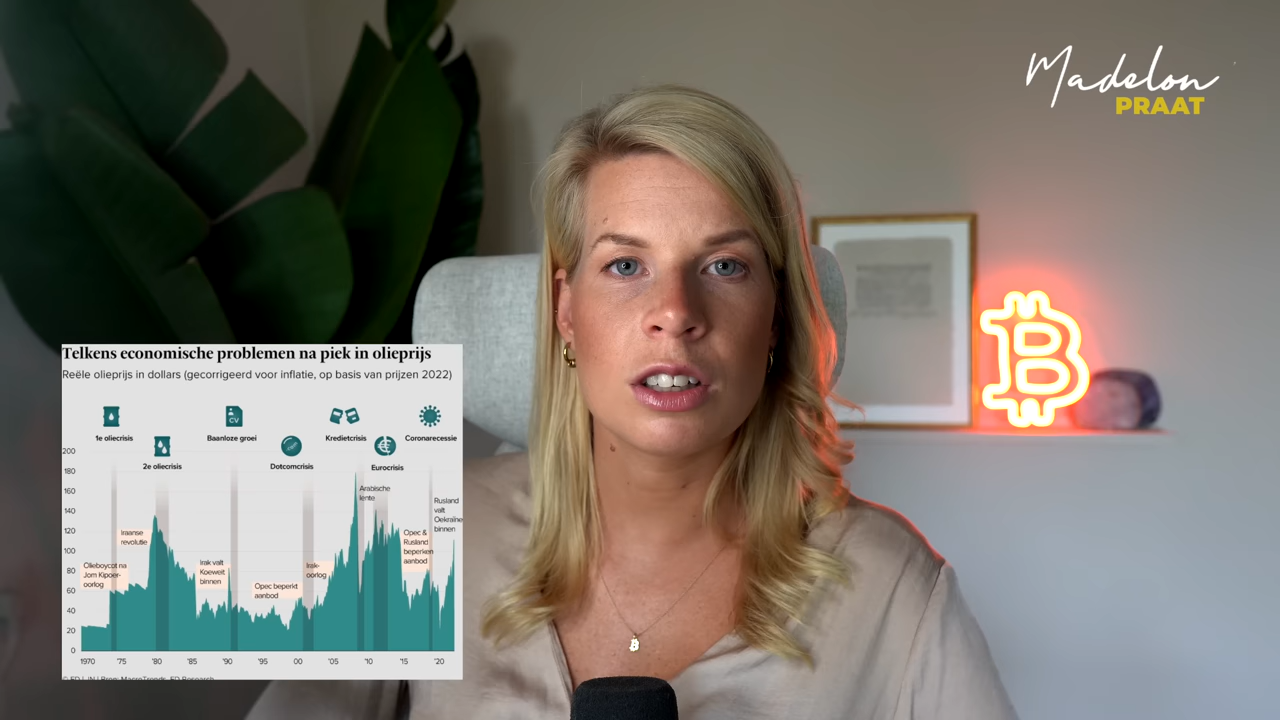 Madelon
PRAAT
Telkens economische problemen na piek in olieprijs
Reële olieprijs in dollars (gecorrigeerd voor inflatie, op basis van prijzen 2022)
CV
1e oliecrisis
Baanloze groei
Kredietcrisis
Coronarecessie
2e oliecrisis
Dotcomcrisis
Eurocrisis
200
180
160
140
120
100
80
60
40
20
0
Olieboycot na
Jom Kipoer-
oorlog
Iraanse
revolutie
Irak valt
Koeweit
binnen
Opec beperkt
aanbod
Irak-
oorlog
Arabische
lente
Opec &
Rusland
beperken
aanbod
Rusland
valt
Oekraïne
binnen
1970 '75 '80 '85 '90 '95 00 '05 '10 '15 '20